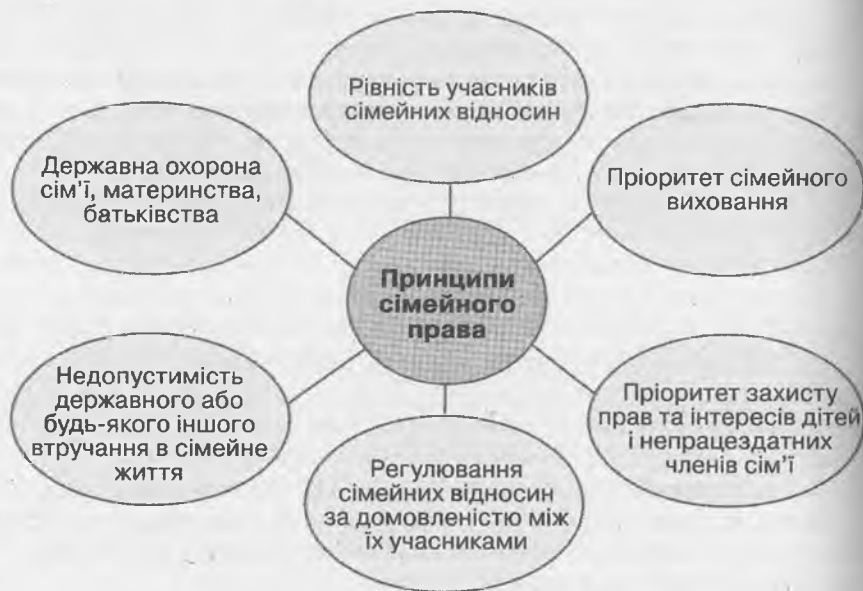 Рівність учасників
сімейних відносин
Державна охорона
сім’ї, материнства,
батьківства
Пріоритет сімейного
виховання
Принципи
сімейного
права
Недопустимість
державного або
будь-якого іншого
втручання в сімейне
життя
Пріоритет захисту
прав та інтересів дітей
і непрацездатних
членів сім’ї
Регулювання
сімейних відносин
за домовленістю між
їх учасниками